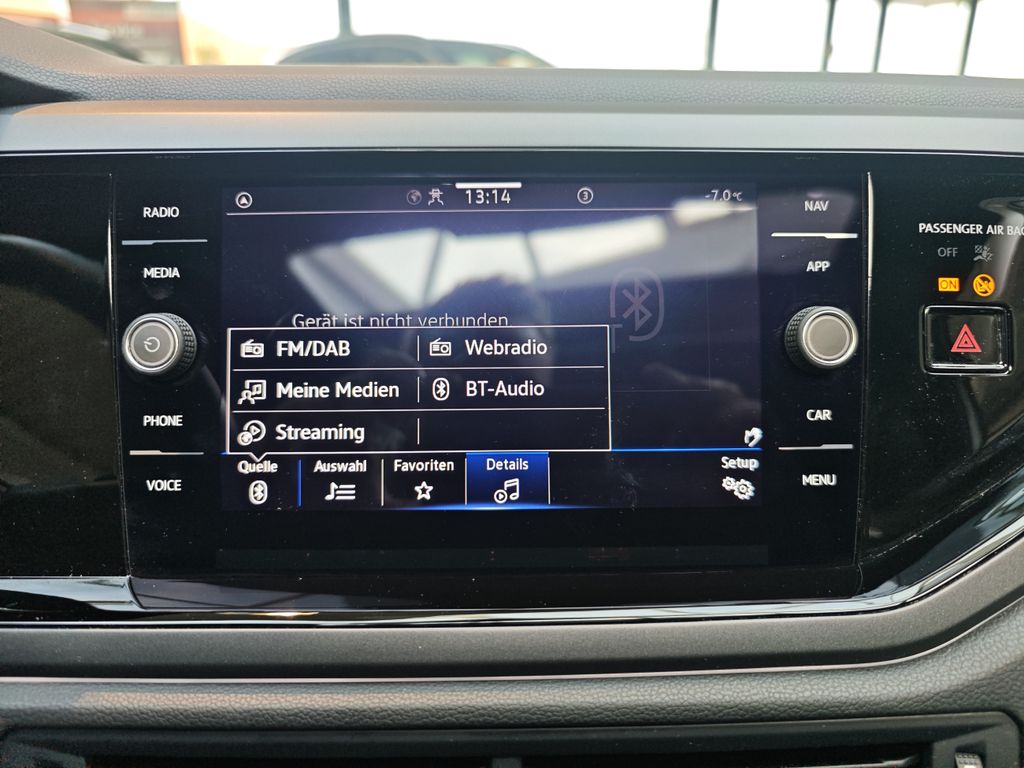 RADIO
MEDIA
PHONE
VOICE
13:14
3
-7.0°C
Gerät ist nicht verbunden.
FM/DAB
Webradio
Meine Medien
BT-Audio
Streaming
Quelle
Auswahl
Favoriten
Details
Setup
NAV
APP
CAR
MENU
PASSENGER AIR BAG
OFF
ON